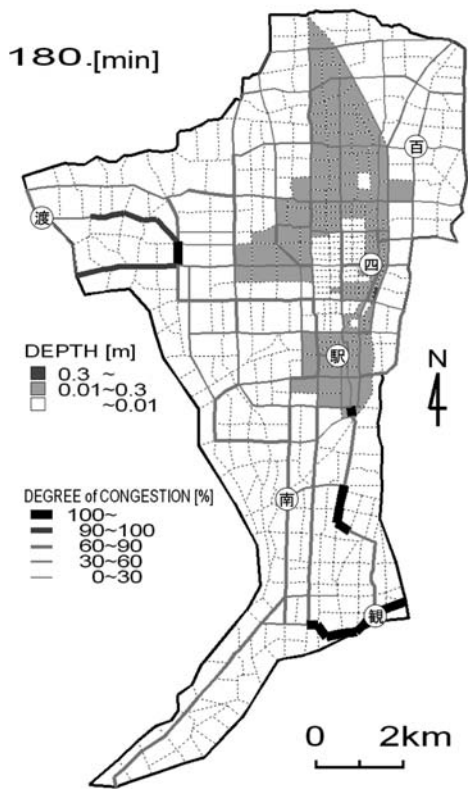 180.[min]
百
渡
四
DEPTH [m]
0.3 ~
0.01~0.3
~0.01
駅
N
DEGREE of CONGESTION [%]
100~
90~100
60~90
30~60
0~30
南
観
0 2km